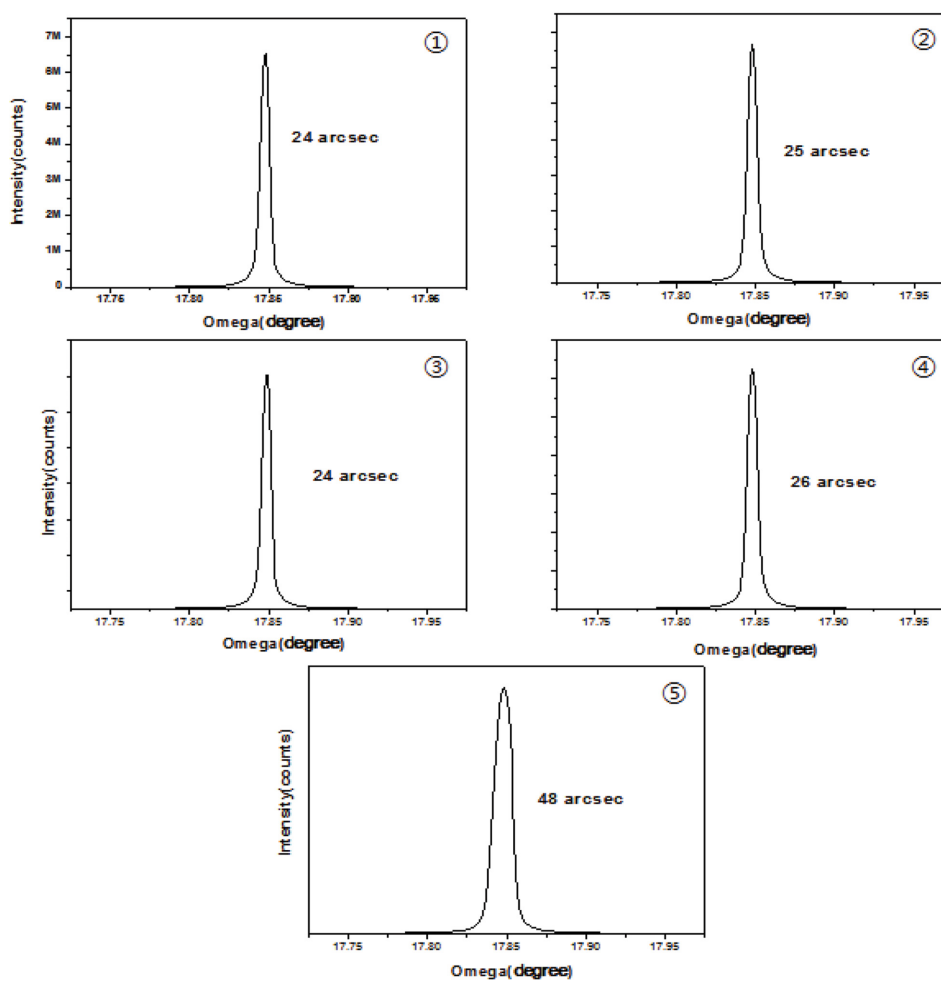 ①
7M
6M
5M
4M
3M
2M
1M
0
Intensity(counts)
24 arcsec
17.75 17.80 17.85 17.90 17.95
Omega(degree)
②
25 arcsec
17.75 17.80 17.85 17.90 17.95
Omega(degree)
③
Intensity(counts)
24 arcsec
17.75 17.80 17.85 17.90 17.95
Omega(degree)
④
26 arcsec
17.75 17.80 17.85 17.90 17.95
Omega(degree)
⑤
Intensity(counts)
48 arcsec
17.75 17.80 17.85 17.90 17.95
Omega(degree)